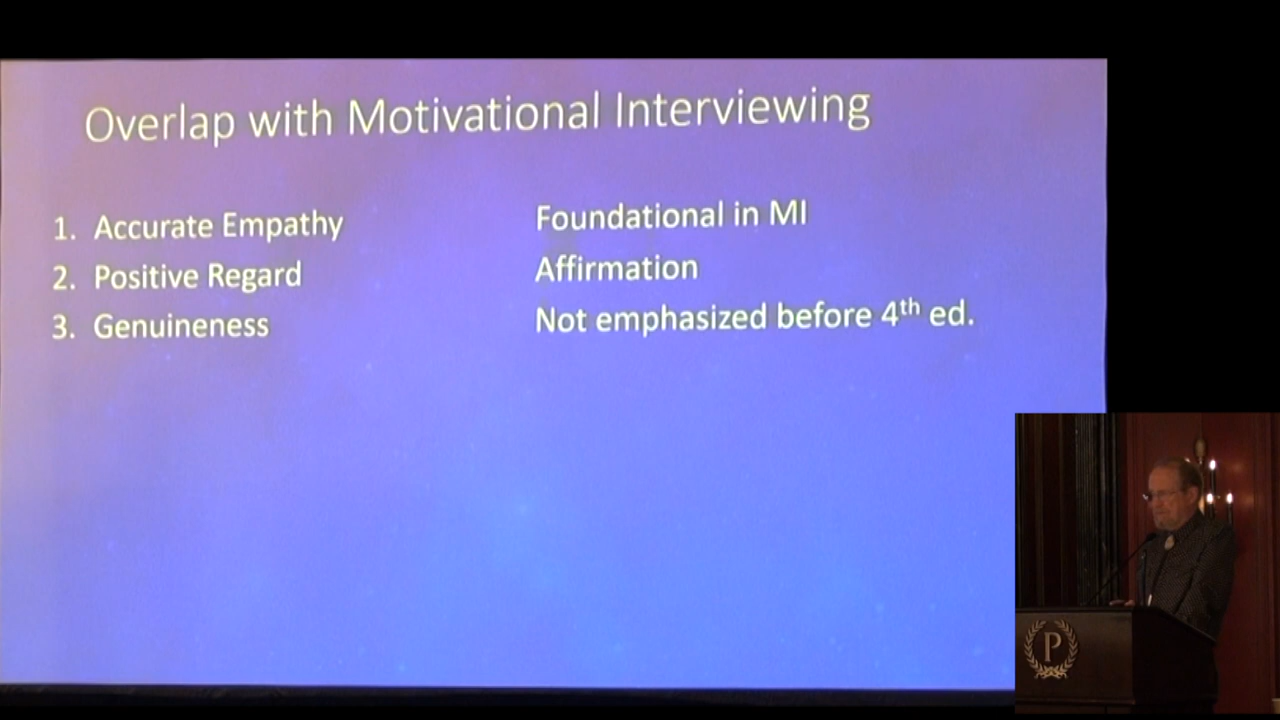 Overlap with Motivational Interviewing
1. Accurate Empathy Foundational in MI
2. Positive Regard Affirmation
3. Genuineness Not emphasized before 4th ed.
P